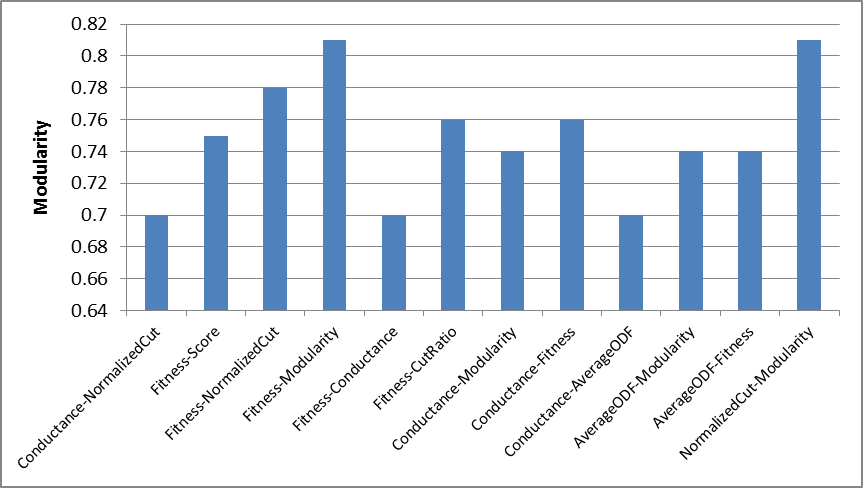 0.82
0.8
0.78
0.76
0.74
0.72
0.7
0.68
0.66
0.64
Modularity
Conductance-NormalizedCut
Fitness-Score
Fitness-NormalizedCut
Fitness-Modularity
Fitness-Conductance
Fitness-CutRatio
Conductance-Modularity
Conductance-Fitness
Conductance-AverageODF
AverageODF-Modularity
AverageODF-Fitness
NormalizedCut-Modularity